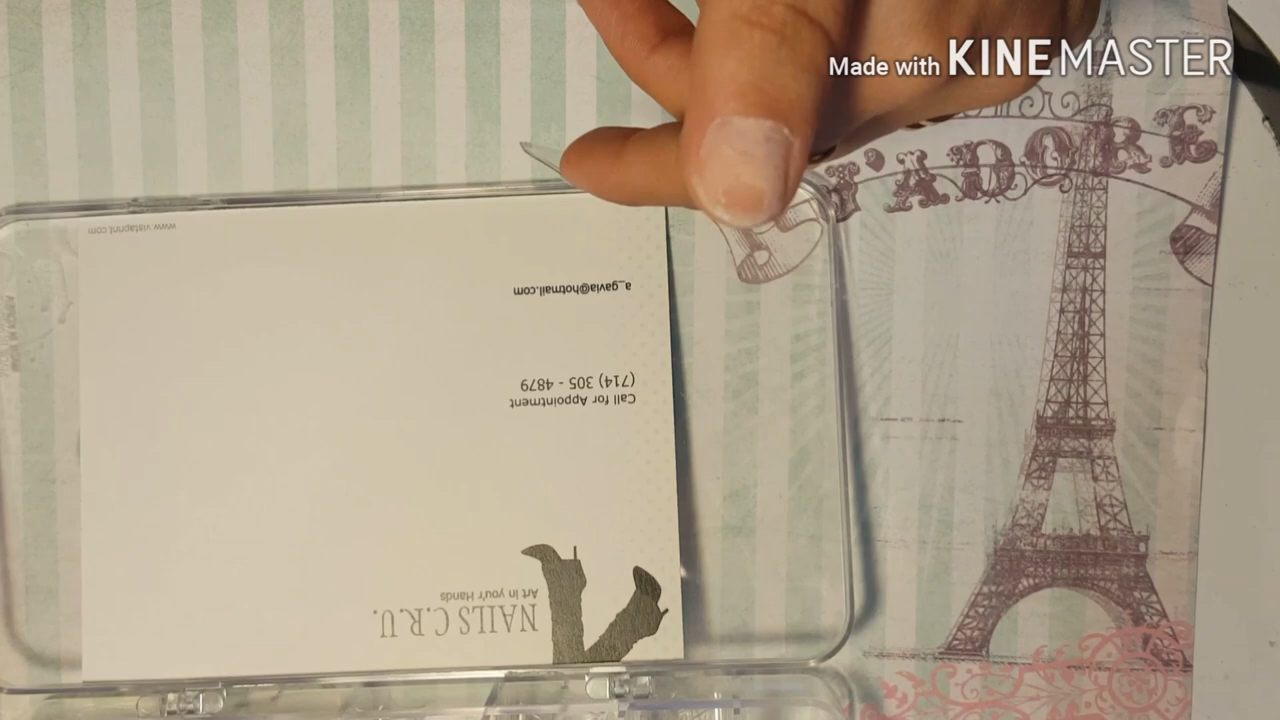 Made with KINEMASTER
J'ADORE
NAILS C.R.U.
Art in you'r Hands
Call for Appointment
(714) 305 - 4879
a_gavia@hotmail.com
www.vistaprint.com